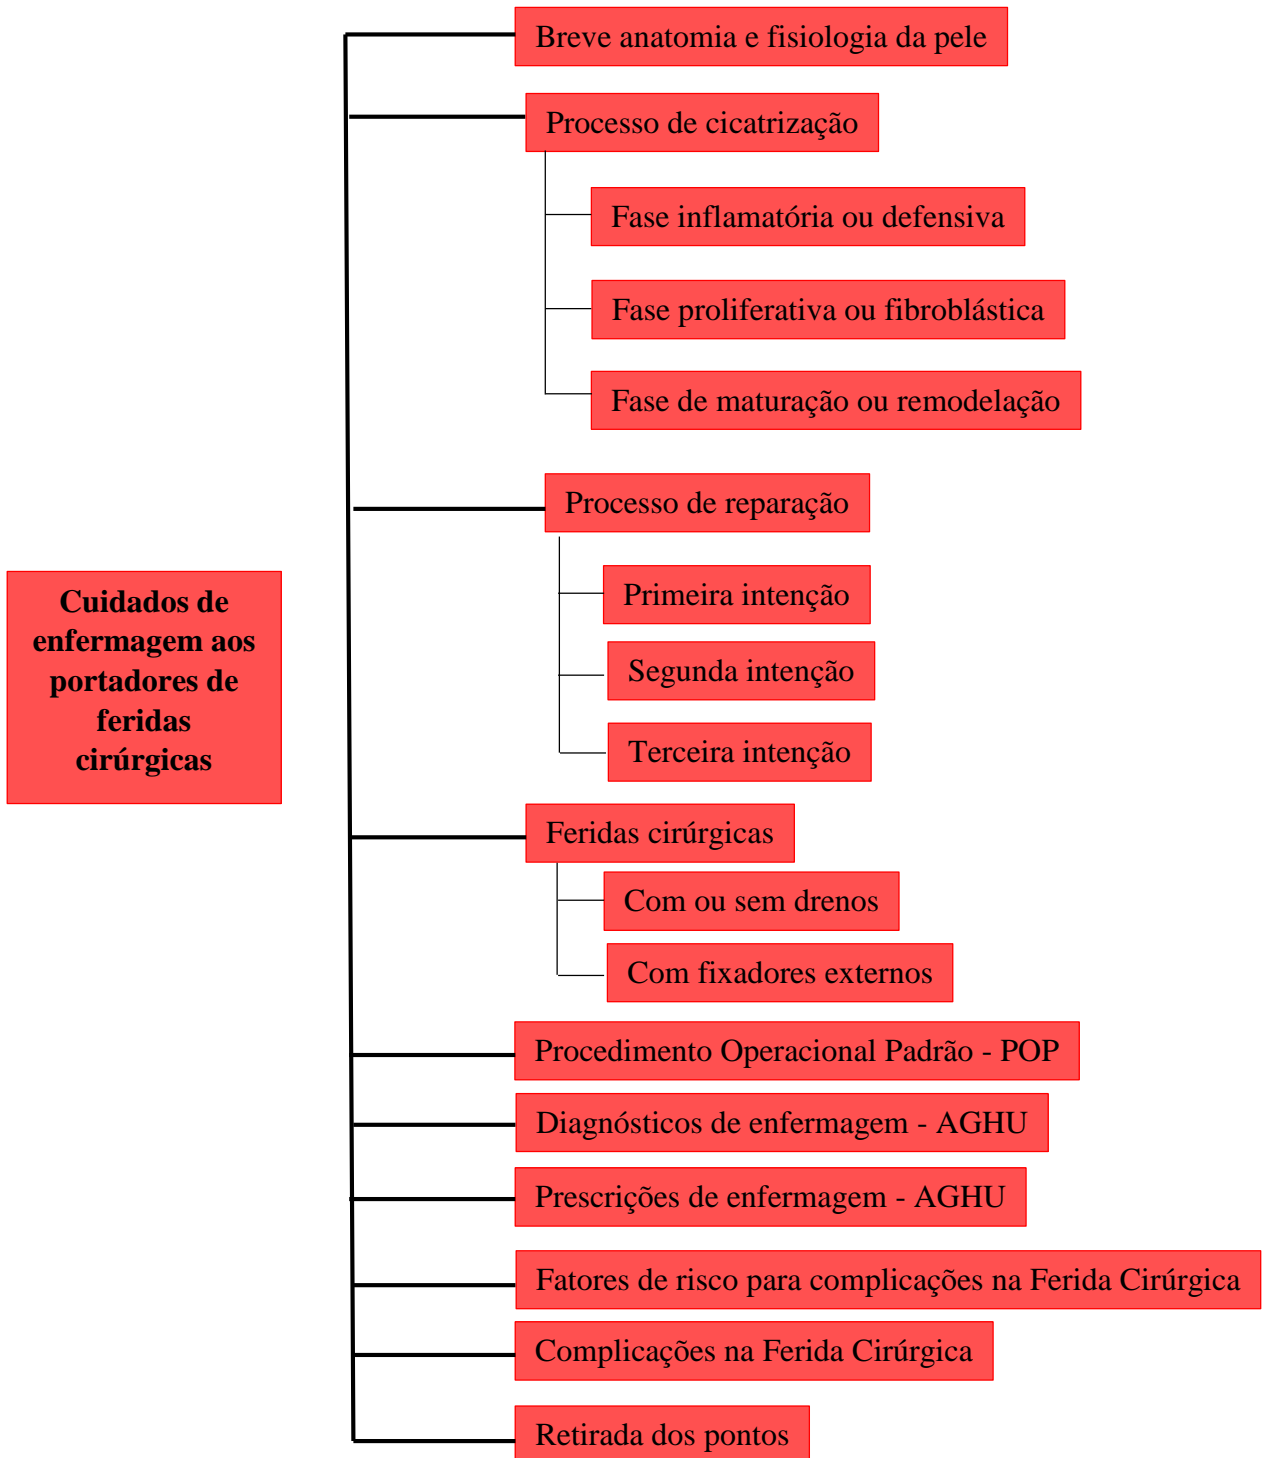 Breve anatomia e fisiologia da pele
Processo de cicatrização
Fase inflamatória ou defensiva
Fase proliferativa ou fibroblástica
Fase de maturação ou remodelação
Processo de reparação
Primeira intenção
Segunda intenção
Terceira intenção
Cuidados de
enfermagem aos
portadores de
feridas
cirúrgicas
Feridas cirúrgicas
Com ou sem drenos
Com fixadores externos
Procedimento Operacional Padrão - POP
Diagnósticos de enfermagem - AGHU
Prescrições de enfermagem - AGHU
Fatores de risco para complicações na Ferida Cirúrgica
Complicações na Ferida Cirúrgica
Retirada dos pontos